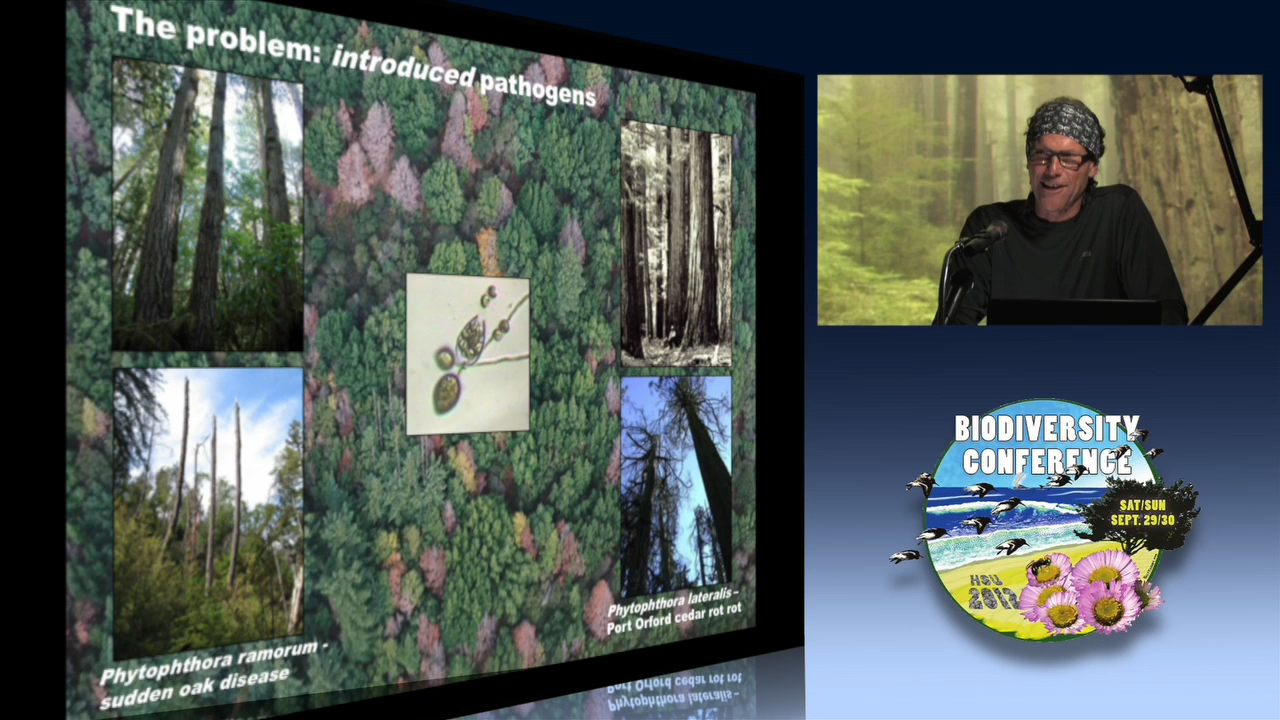 The problem: introduced pathogens
Phytophthora ramorum -
sudden oak disease
Phytophthora lateralis -
Port Orford cedar rot rot
BIODIVERSITY
CONFERENCE
SAT/SUN
SEPT. 29/30
HSU